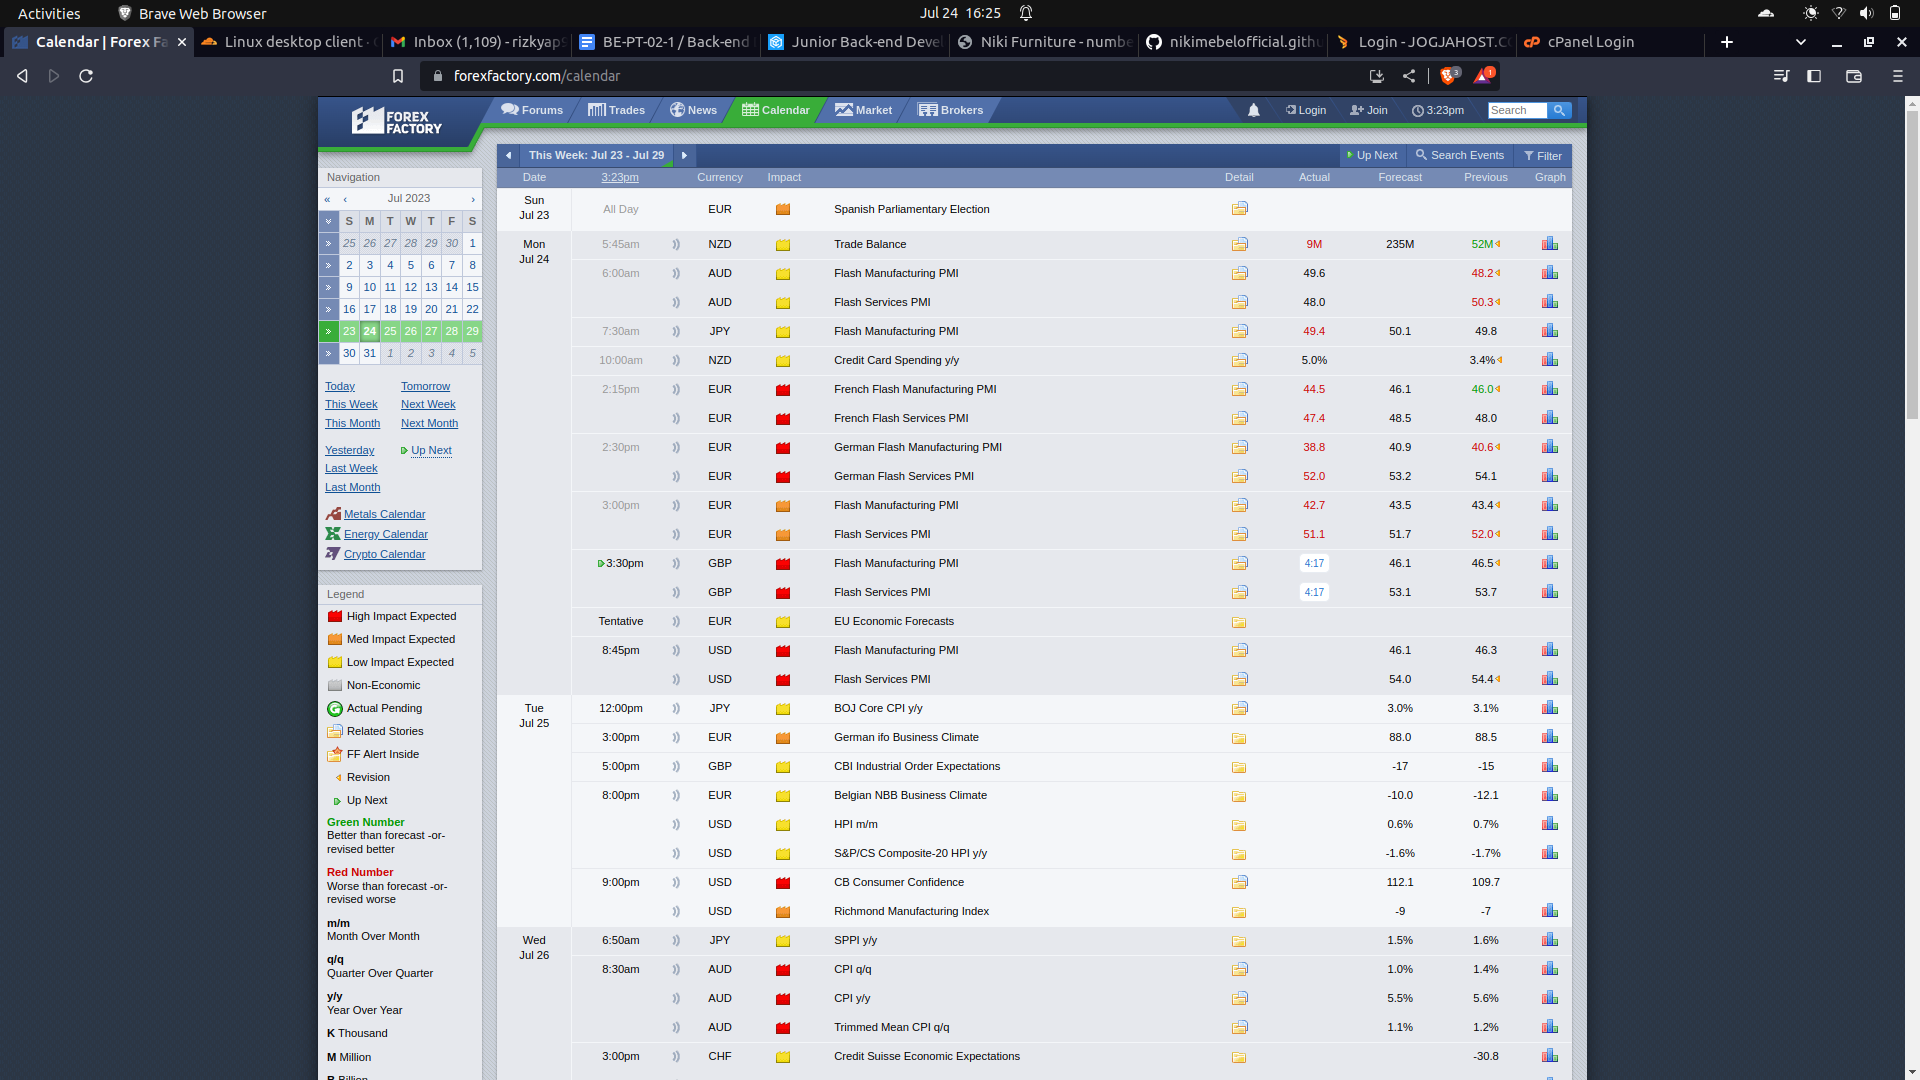 Activities
Brave Web Browser
Jul 24 16:25
Calendar | Forex Fa
Linux desktop client -
Inbox (1,109) - rizkyap
BE-PT-02-1 / Back-end
Junior Back-end Deve
Niki Furniture - numbe
nikimebelofficial.gith
Login - JOGJAHOST.C
cPanel Login
forexfactory.com/calendar
3
1
FOREX FACTORY
Forums
Trades
News
Calendar
Market
Brokers
Login
Join
3:23pm
Search
Navigation
« ‹ Jul 2023 ›
S M T W T F S
25 26 27 28 29 30 1
2 3 4 5 6 7 8
9 10 11 12 13 14 15
16 17 18 19 20 21 22
23 24 25 26 27 28 29
30 31 1 2 3 4 5
Today Tomorrow
This Week Next Week
This Month Next Month
Yesterday Up Next
Last Week
Last Month
Metals Calendar
Energy Calendar
Crypto Calendar
Legend
High Impact Expected
Med Impact Expected
Low Impact Expected
Non-Economic
Actual Pending
Related Stories
FF Alert Inside
Revision
Up Next
Green Number
Better than forecast -or-
revised better
Red Number
Worse than forecast -or-
revised worse
m/m
Month Over Month
q/q
Quarter Over Quarter
y/y
Year Over Year
K Thousand
M Million
B Billion
This Week: Jul 23 - Jul 29
Up Next
Search Events
Filter
Date 3:23pm Currency Impact Detail Actual Forecast Previous Graph
Sun
Jul 23
All Day EUR Spanish Parliamentary Election
Mon
Jul 24
5:45am NZD Trade Balance 9M 235M 52M
6:00am AUD Flash Manufacturing PMI 49.6 48.2
AUD Flash Services PMI 48.0 50.3
7:30am JPY Flash Manufacturing PMI 49.4 50.1 49.8
10:00am NZD Credit Card Spending y/y 5.0% 3.4%
2:15pm EUR French Flash Manufacturing PMI 44.5 46.1 46.0
EUR French Flash Services PMI 47.4 48.5 48.0
2:30pm EUR German Flash Manufacturing PMI 38.8 40.9 40.6
EUR German Flash Services PMI 52.0 53.2 54.1
3:00pm EUR Flash Manufacturing PMI 42.7 43.5 43.4
EUR Flash Services PMI 51.1 51.7 52.0
3:30pm GBP Flash Manufacturing PMI 4:17 46.1 46.5
GBP Flash Services PMI 4:17 53.1 53.7
Tentative EUR EU Economic Forecasts
8:45pm USD Flash Manufacturing PMI 46.1 46.3
USD Flash Services PMI 54.0 54.4
Tue
Jul 25
12:00pm JPY BOJ Core CPI y/y 3.0% 3.1%
3:00pm EUR German ifo Business Climate 88.0 88.5
5:00pm GBP CBI Industrial Order Expectations -17 -15
8:00pm EUR Belgian NBB Business Climate -10.0 -12.1
USD HPI m/m 0.6% 0.7%
USD S&P/CS Composite-20 HPI y/y -1.6% -1.7%
9:00pm USD CB Consumer Confidence 112.1 109.7
USD Richmond Manufacturing Index -9 -7
Wed
Jul 26
6:50am JPY SPPI y/y 1.5% 1.6%
8:30am AUD CPI q/q 1.0% 1.4%
AUD CPI y/y 5.5% 5.6%
AUD Trimmed Mean CPI q/q 1.1% 1.2%
3:00pm CHF Credit Suisse Economic Expectations -30.8